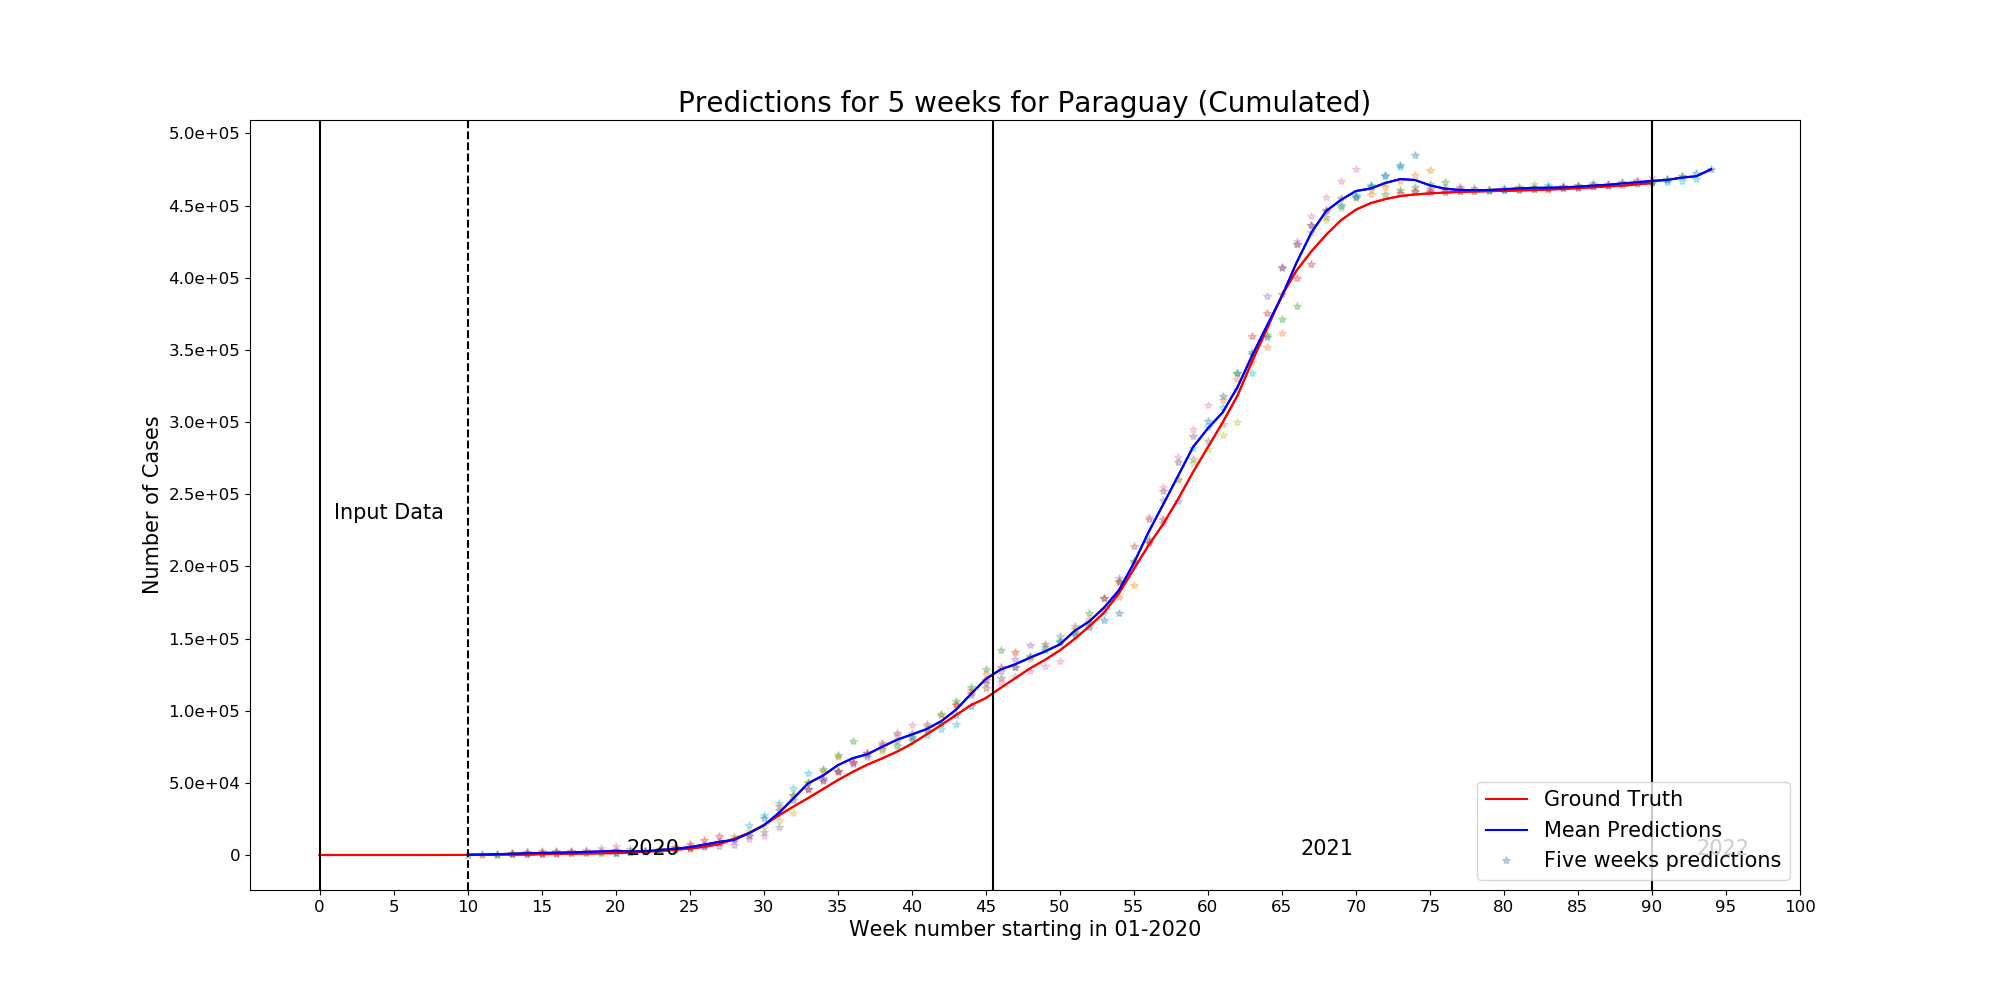 Predictions for 5 weeks for Paraguay (Cumulated)
5.0e+05
4.5e+05
4.0e+05
3.5e+05
3.0e+05
2.5e+05
2.0e+05
1.5e+05
1.0e+05
5.0e+04
0
Number of Cases
Input Data
2020
2021
2022
Ground Truth
Mean Predictions
Five weeks predictions
0 5 10 15 20 25 30 35 40 45 50 55 60 65 70 75 80 85 90 95 100
Week number starting in 01-2020